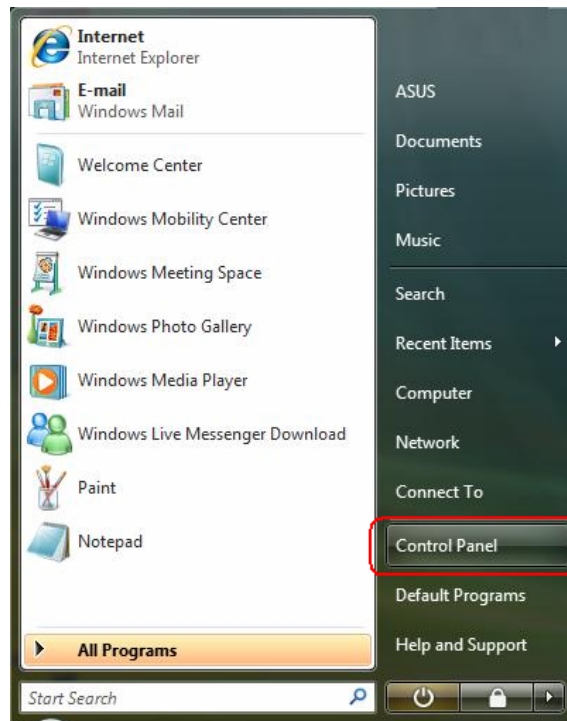 Internet
Internet Explorer
E-mail
Windows Mail
Welcome Center
Windows Mobility Center
Windows Meeting Space
Windows Photo Gallery
Windows Media Player
Windows Live Messenger Download
Paint
Notepad
All Programs
Start Search
ASUS
Documents
Pictures
Music
Search
Recent Items
Computer
Network
Connect To
Control Panel
Default Programs
Help and Support